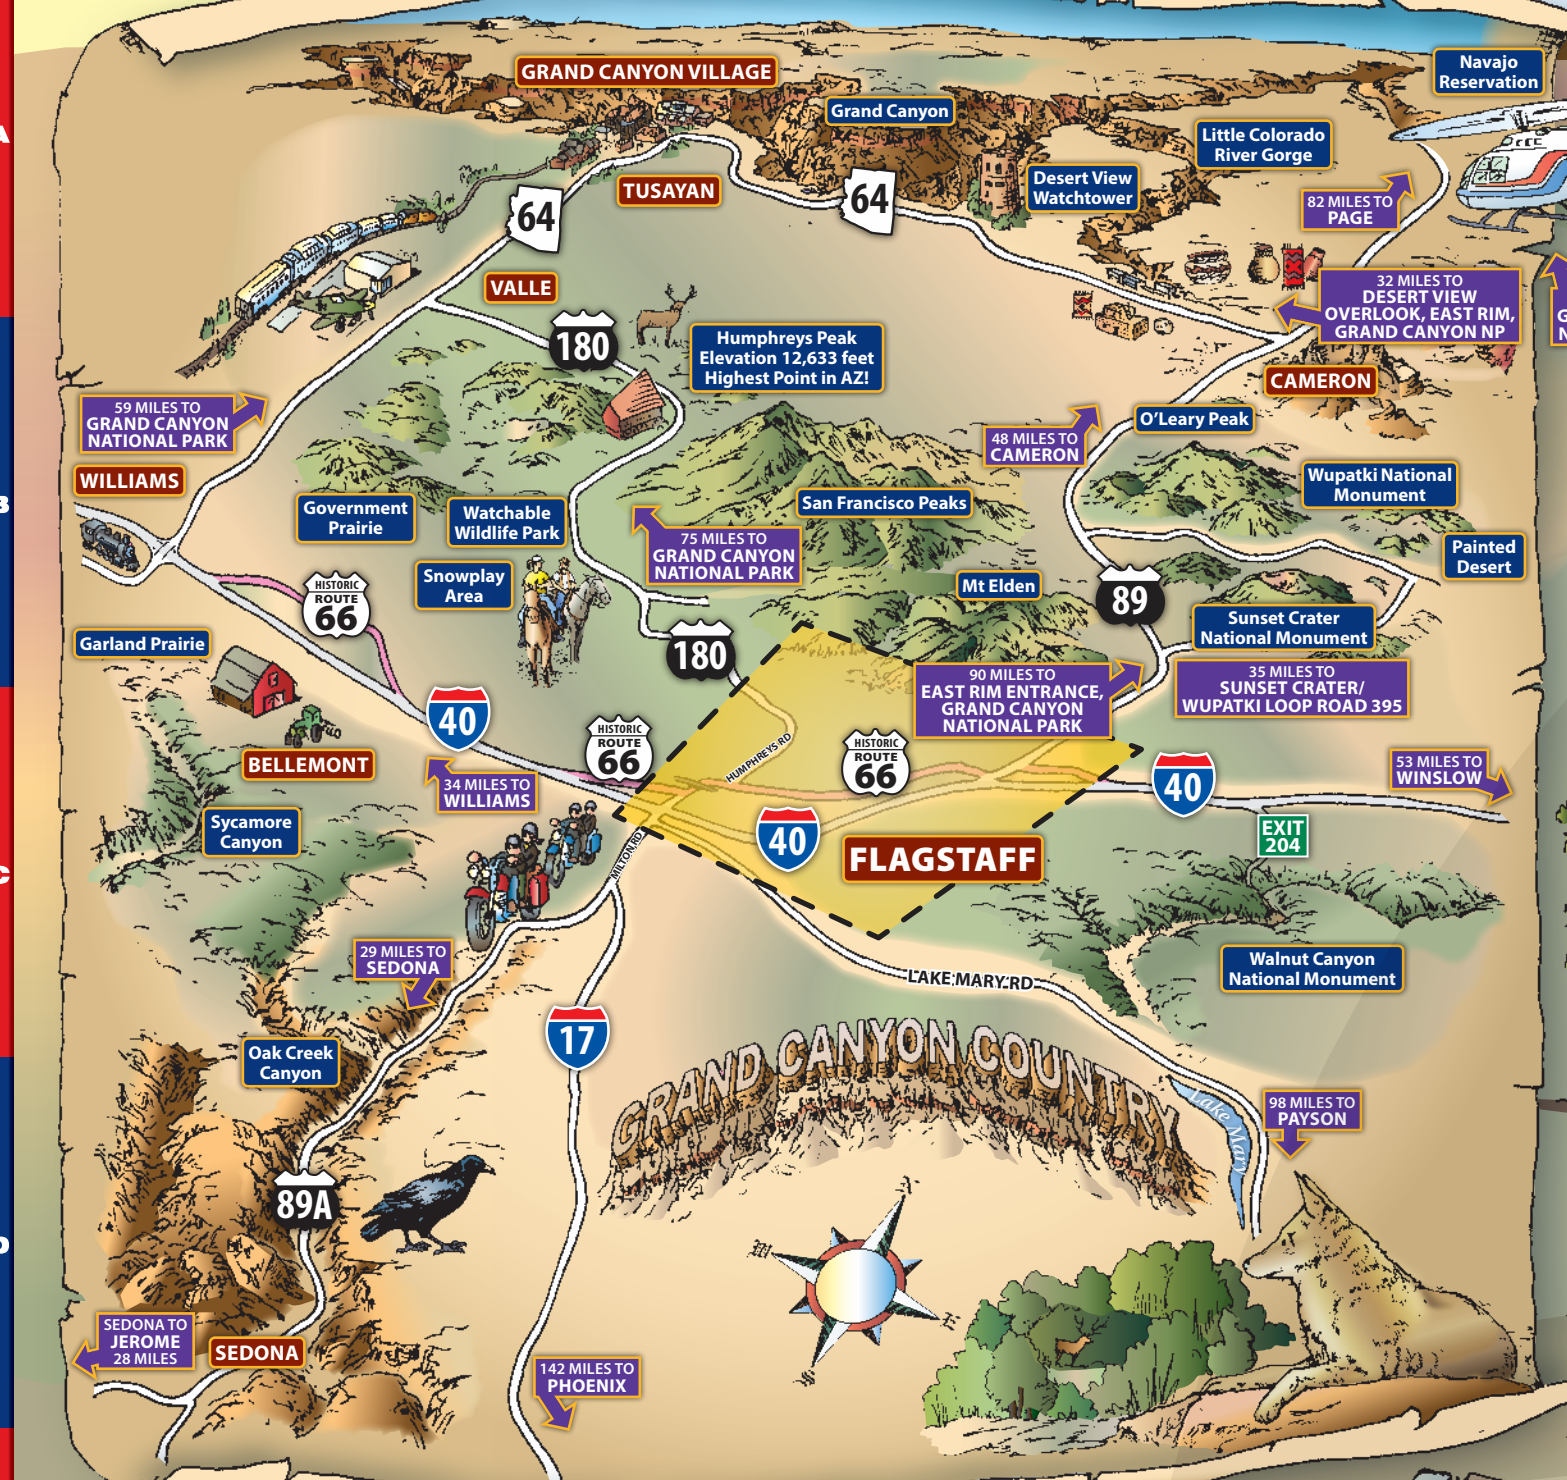 A
B
C
D
GRAND CANYON VILLAGE
Grand Canyon
Navajo
Reservation
Little Colorado
River Gorge
Desert View
Watchtower
TUSAYAN
64
64
82 MILES TO
PAGE
VALLE
180
32 MILES TO
DESERT VIEW
OVERLOOK, EAST RIM,
GRAND CANYON NP
G
N
Humphreys Peak
Elevation 12,633 feet
Highest Point in AZ!
CAMERON
59 MILES TO
GRAND CANYON
NATIONAL PARK
O'Leary Peak
48 MILES TO
CAMERON
WILLIAMS
Wupatki National
Monument
Government
Prairie
Watchable
Wildlife Park
San Francisco Peaks
75 MILES TO
GRAND CANYON
NATIONAL PARK
Painted
Desert
Snowplay
Area
Mt Elden
89
HISTORIC
ROUTE
66
Sunset Crater
National Monument
Garland Prairie
180
90 MILES TO
EAST RIM ENTRANCE,
GRAND CANYON
NATIONAL PARK
35 MILES TO
SUNSET CRATER/
WUPATKI LOOP ROAD 395
40
HISTORIC
ROUTE
66
HUMPHREYS RD
HISTORIC
ROUTE
66
BELLEMONT
34 MILES TO
WILLIAMS
40
53 MILES TO
WINSLOW
Sycamore
Canyon
MILTON RD
40
FLAGSTAFF
EXIT
204
29 MILES TO
SEDONA
LAKE MARY RD
Walnut Canyon
National Monument
17
Oak Creek
Canyon
GRAND CANYON COUNTRY
Lake Mary
98 MILES TO
PAYSON
89A
N
W
E
S
SEDONA TO
JEROME
28 MILES
SEDONA
142 MILES TO
PHOENIX